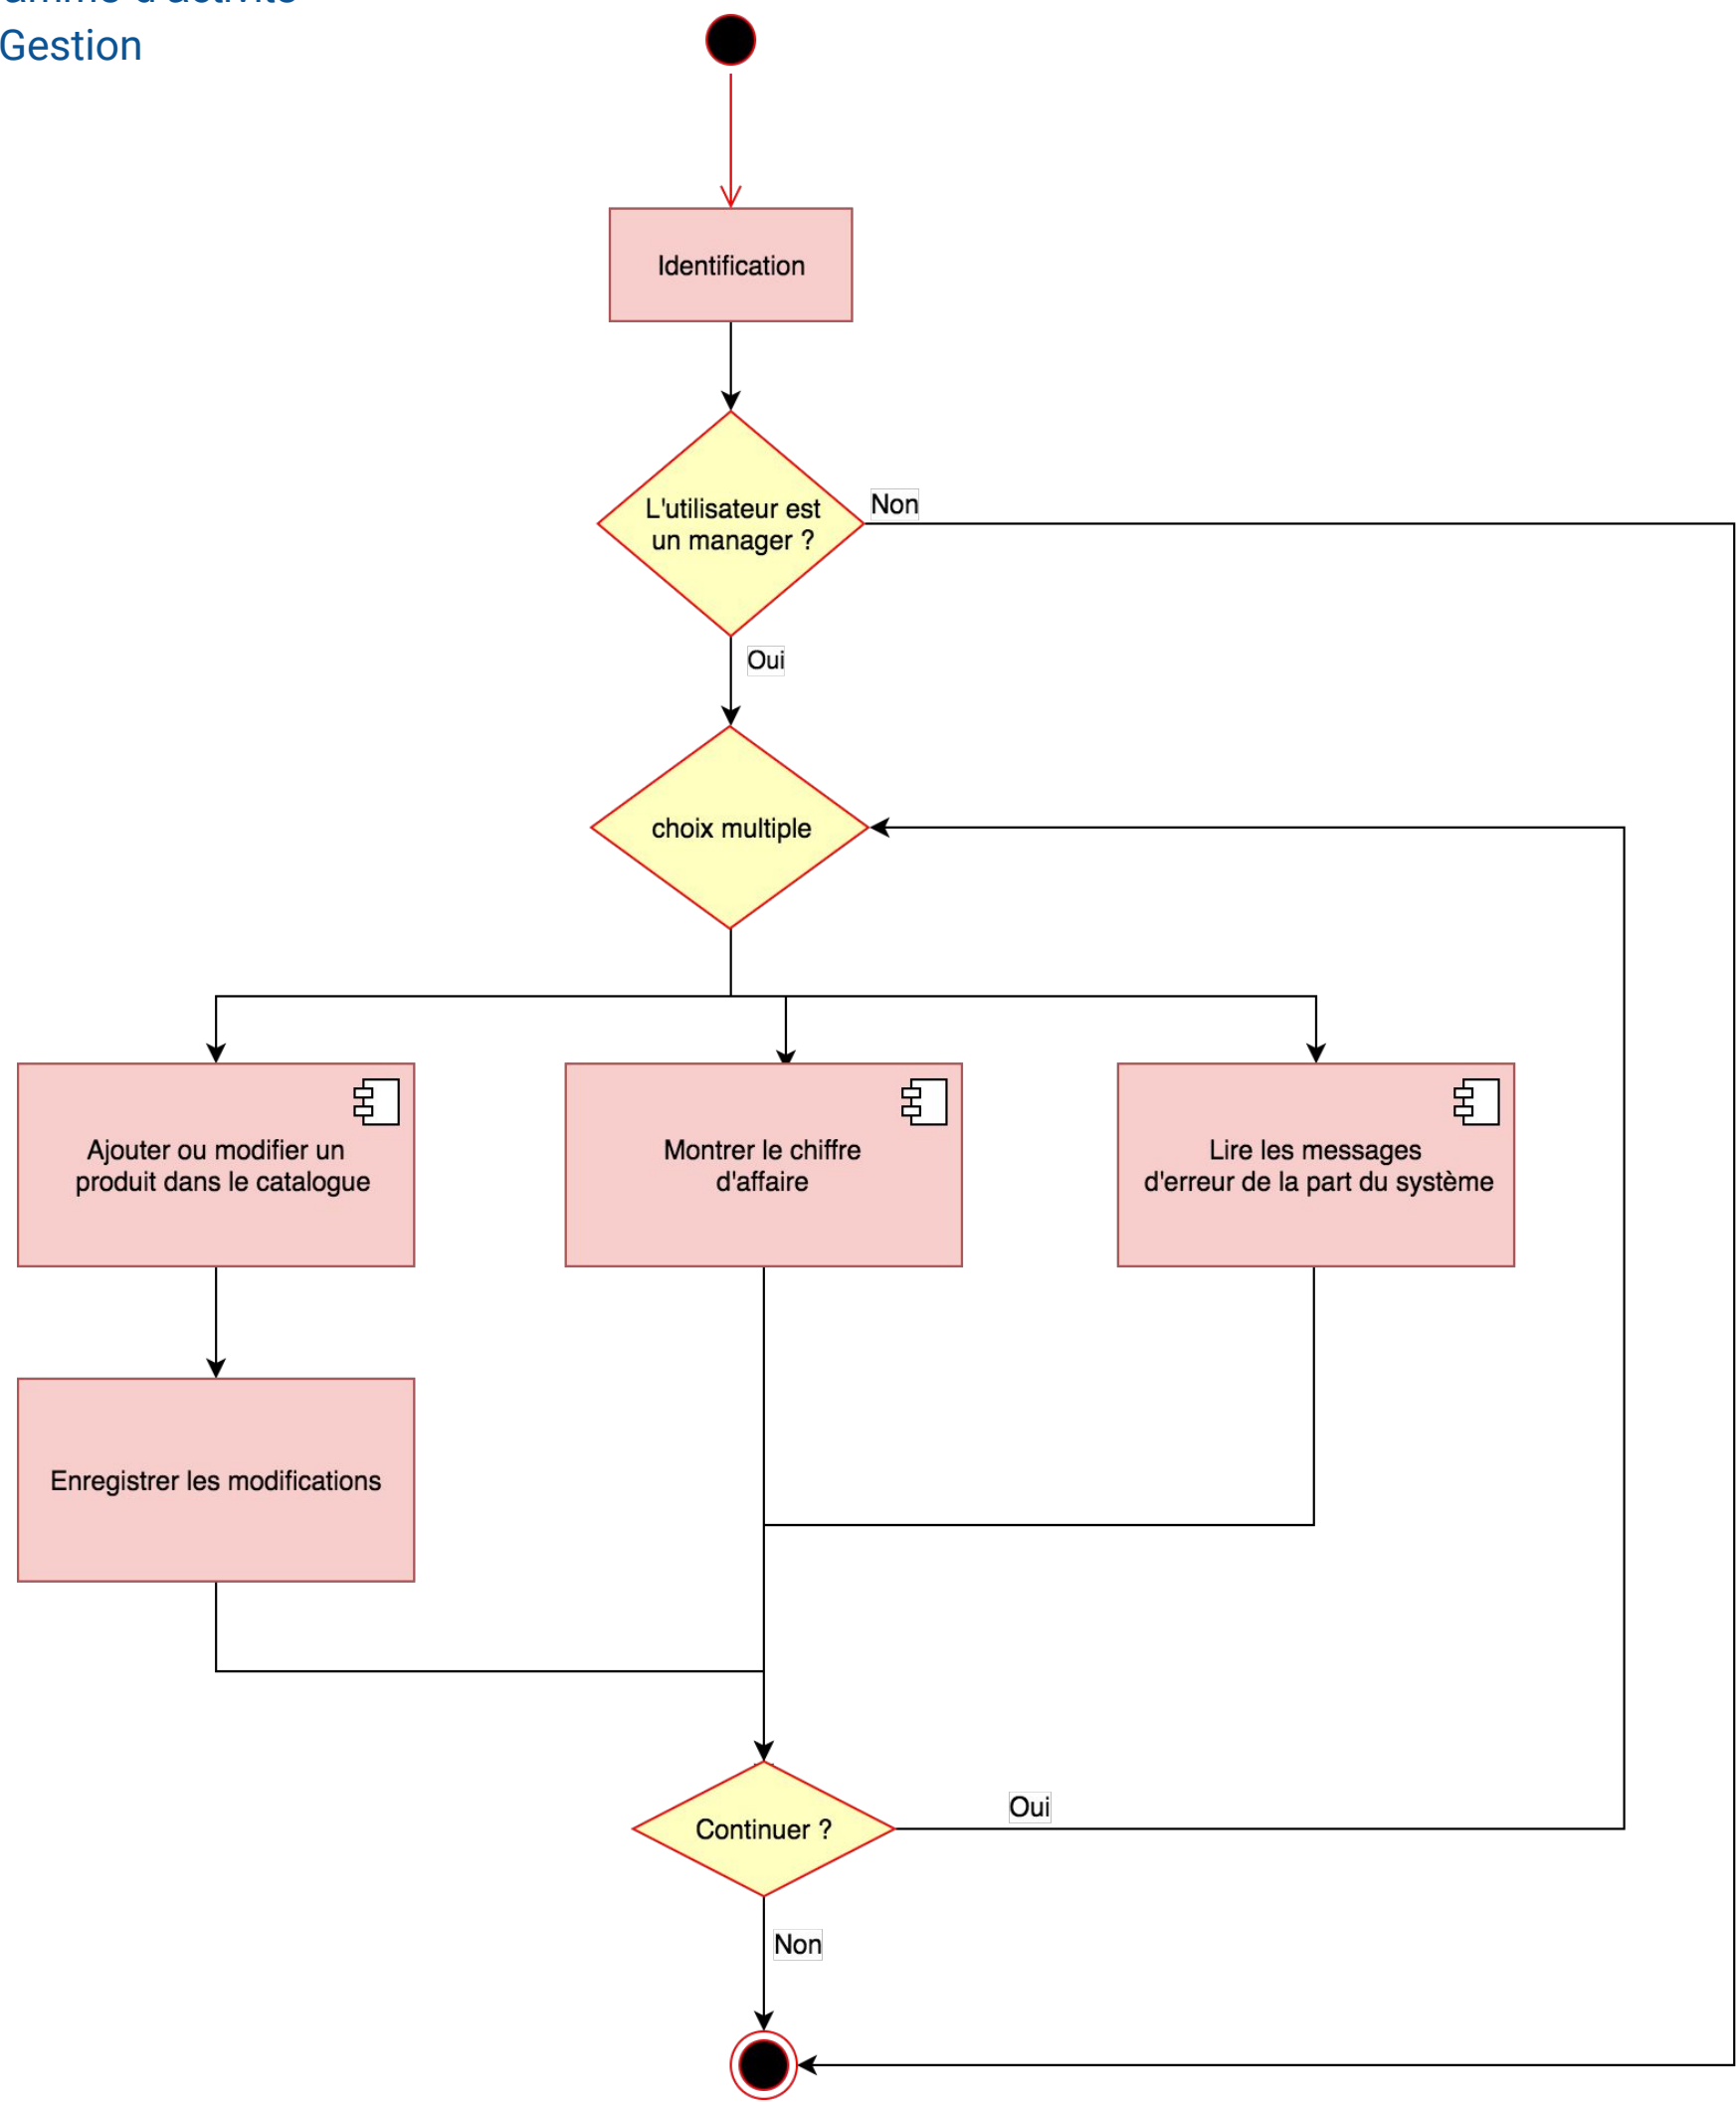 Gestion
Identification
L'utilisateur est
un manager ?
Non
Oui
choix multiple
Ajouter ou modifier un
produit dans le catalogue
Montrer le chiffre
d'affaire
Lire les messages
d'erreur de la part du système
Enregistrer les modifications
Continuer ?
Oui
Non